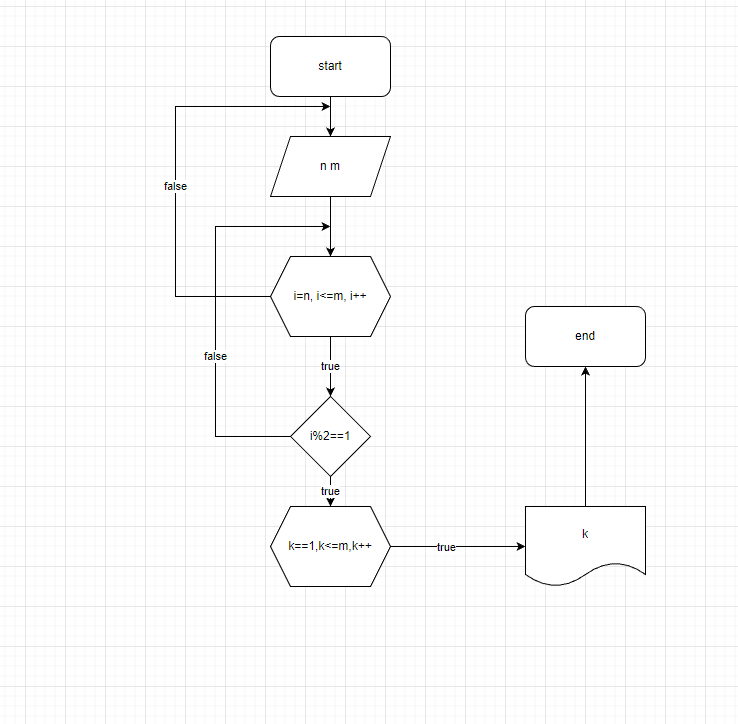 start
false
n m
i=n, i<=m, i++
end
false
true
i%2==1
true
k==1,k<=m,k++
true
k